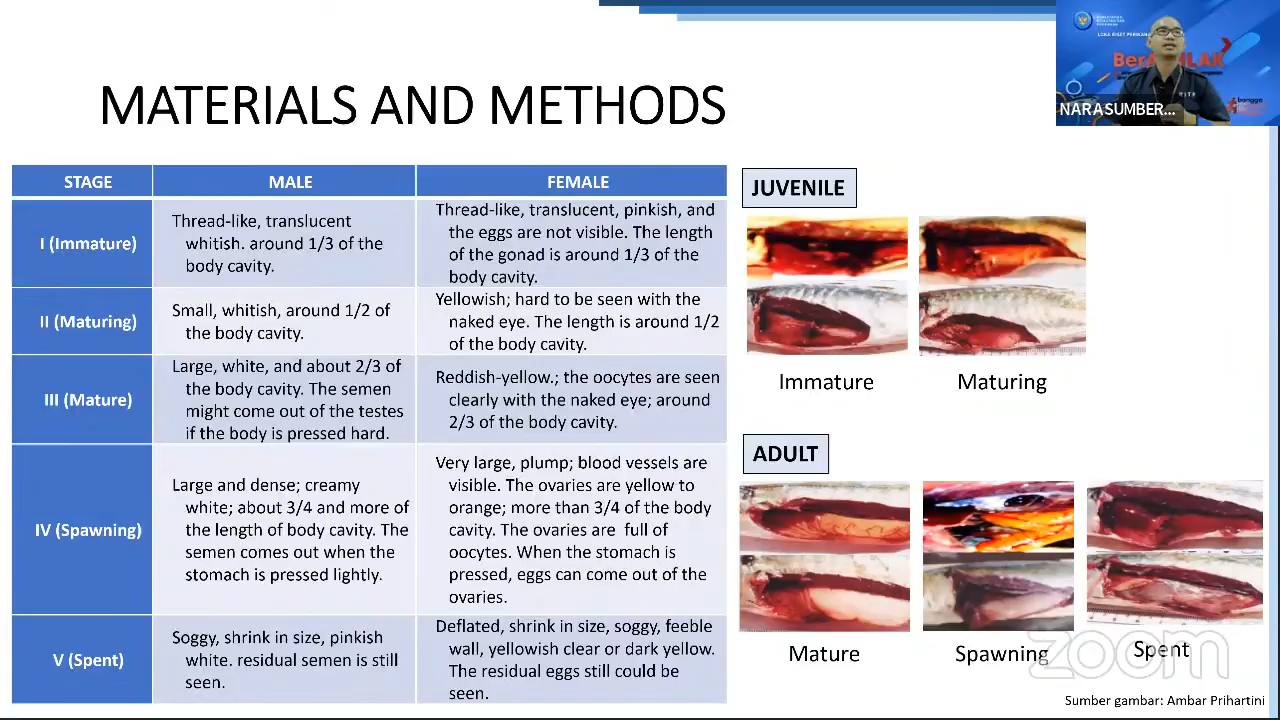 MATERIALS AND METHODS
NARASUMBER...
STAGE
MALE
FEMALE
I (Immature)
Thread-like, translucent
whitish. around 1/3 of the
body cavity.
Thread-like, translucent, pinkish, and
the eggs are not visible. The length
of the gonad is around 1/3 of the
body cavity.
II (Maturing)
Small, whitish, around 1/2 of
the body cavity.
Yellowish; hard to be seen with the
naked eye. The length is around 1/2
of the body cavity.
III (Mature)
Large, white, and about 2/3 of
the body cavity. The semen
might come out of the testes
if the body is pressed hard.
Reddish-yellow.; the oocytes are seen
clearly with the naked eye; around
2/3 of the body cavity.
IV (Spawning)
Large and dense; creamy
white; about 3/4 and more of
the length of body cavity. The
semen comes out when the
stomach is pressed lightly.
Very large, plump; blood vessels are
visible. The ovaries are yellow to
orange; more than 3/4 of the body
cavity. The ovaries are full of
oocytes. When the stomach is
pressed, eggs can come out of the
ovaries.
V (Spent)
Soggy, shrink in size, pinkish
white. residual semen is still
seen.
Deflated, shrink in size, soggy, feeble
wall, yellowish clear or dark yellow.
The residual eggs still could be
seen.
JUVENILE
Immature
Maturing
ADULT
Mature
Spawning
Spent
zoom
Sumber gambar: Ambar Prihartini